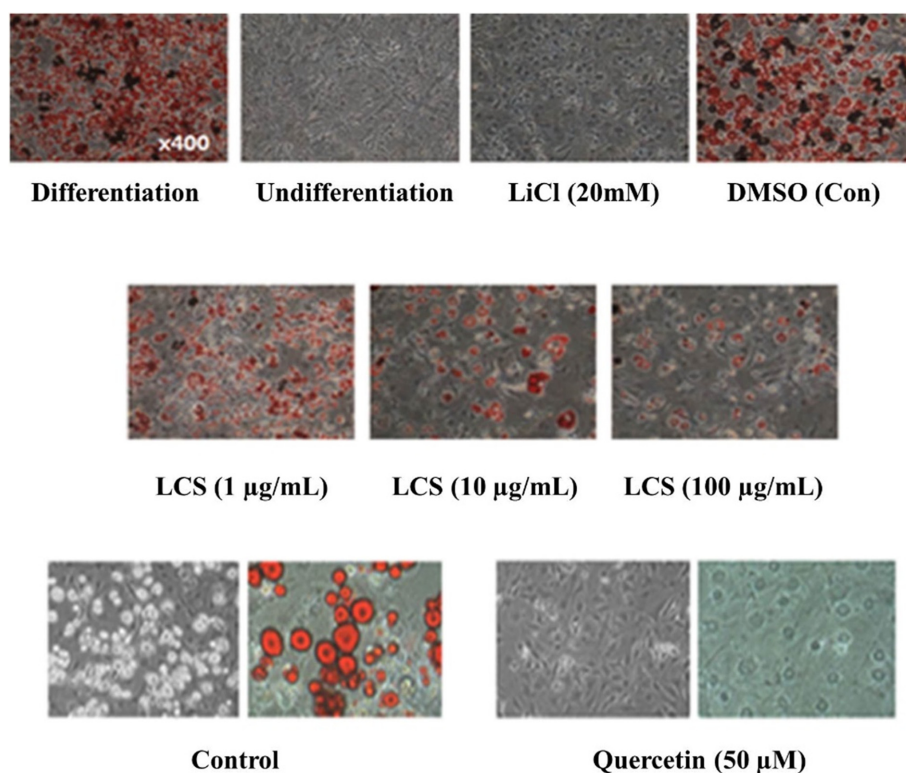 x400
Differentiation
Undifferentiation
LiCl (20mM)
DMSO (Con)
LCS (1 µg/mL)
LCS (10 µg/mL)
LCS (100 µg/mL)
Control
Quercetin (50 µM)